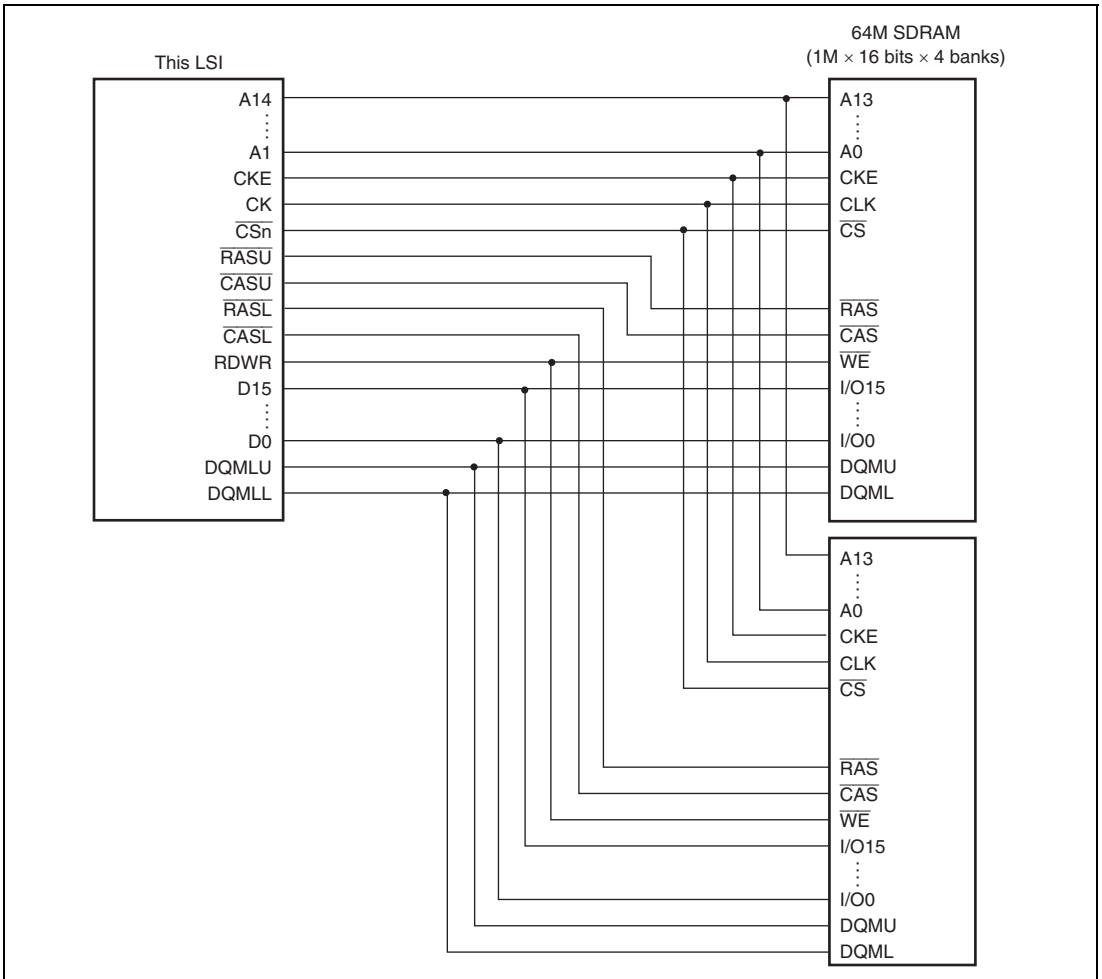 This LSI
A14
A1
CKE
CK
CSn
RASU
CASU
RASL
CASL
RDWR
D15
D0
DQMLU
DQMLL
64M SDRAM
(1M × 16 bits × 4 banks)
A13
A0
CKE
CLK
CS
RAS
CAS
WE
I/O15
I/O0
DQMU
DQML
A13
A0
CKE
CLK
CS
RAS
CAS
WE
I/O15
I/O0
DQMU
DQML